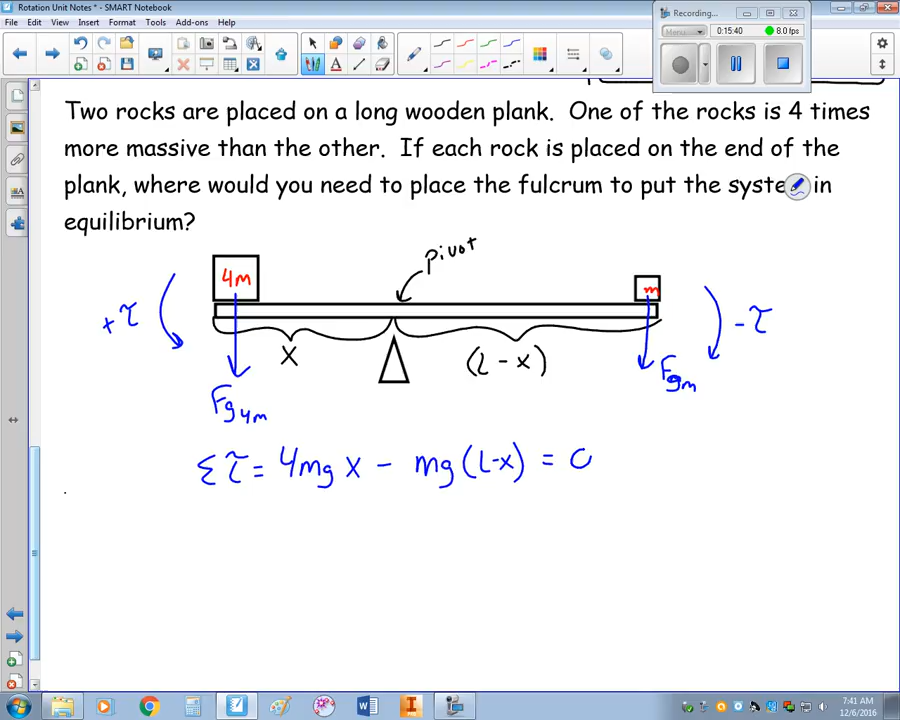 Rotation Unit Notes * - SMART Notebook
Recording...
File Edit View Insert Format Tools Add-ons Help
Menu
0:15:40
8.0 fps
Two rocks are placed on a long wooden plank. One of the rocks is 4 times
more massive than the other. If each rock is placed on the end of the
plank, where would you need to place the fulcrum to put the syste in
equilibrium?
pivot
4m
m
+τ
-τ
x
(L-x)
Fg4m
Fgm
Στ= 4mg x - mg(L-x) = 0
7:41 AM
12/6/2016